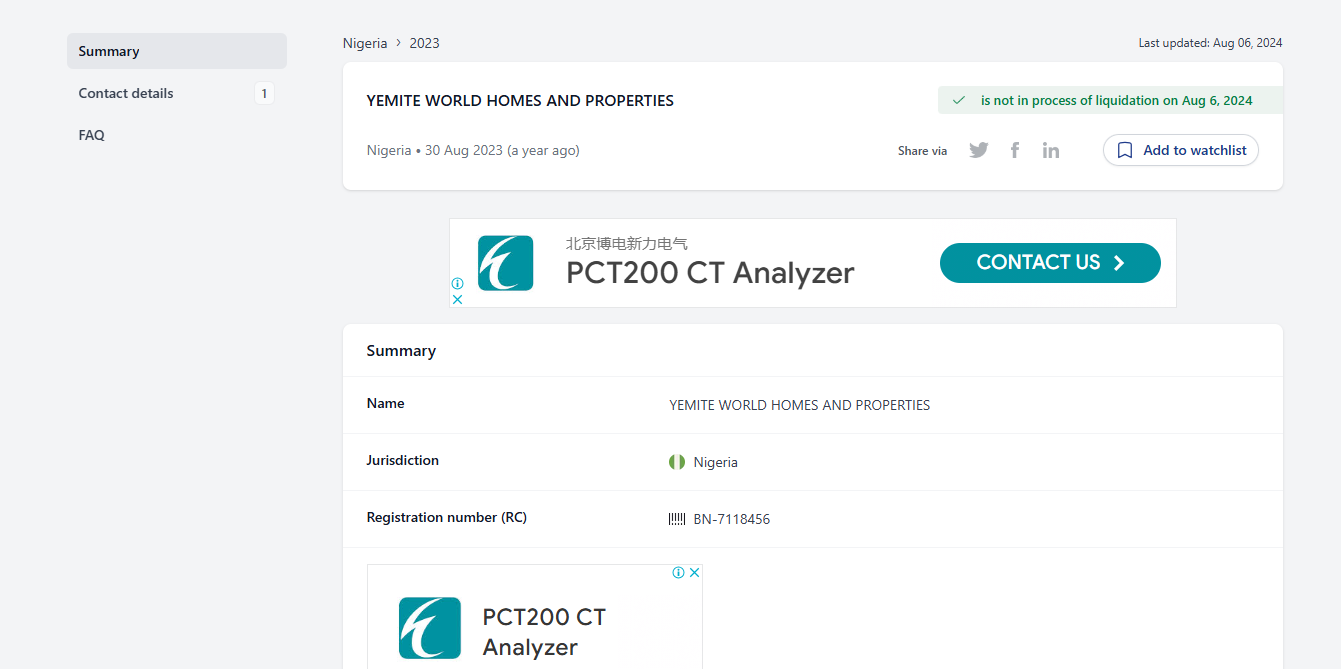 Summary
Contact details 1
FAQ
Nigeria > 2023
Last updated: Aug 06, 2024
YEMITE WORLD HOMES AND PROPERTIES
is not in process of liquidation on Aug 6, 2024
Nigeria • 30 Aug 2023 (a year ago)
Share via
Add to watchlist
北京博电新力电气
PCT200 CT Analyzer
CONTACT US
Summary
Name YEMITE WORLD HOMES AND PROPERTIES
Jurisdiction Nigeria
Registration number (RC) BN-7118456
PCT200 CT
Analyzer